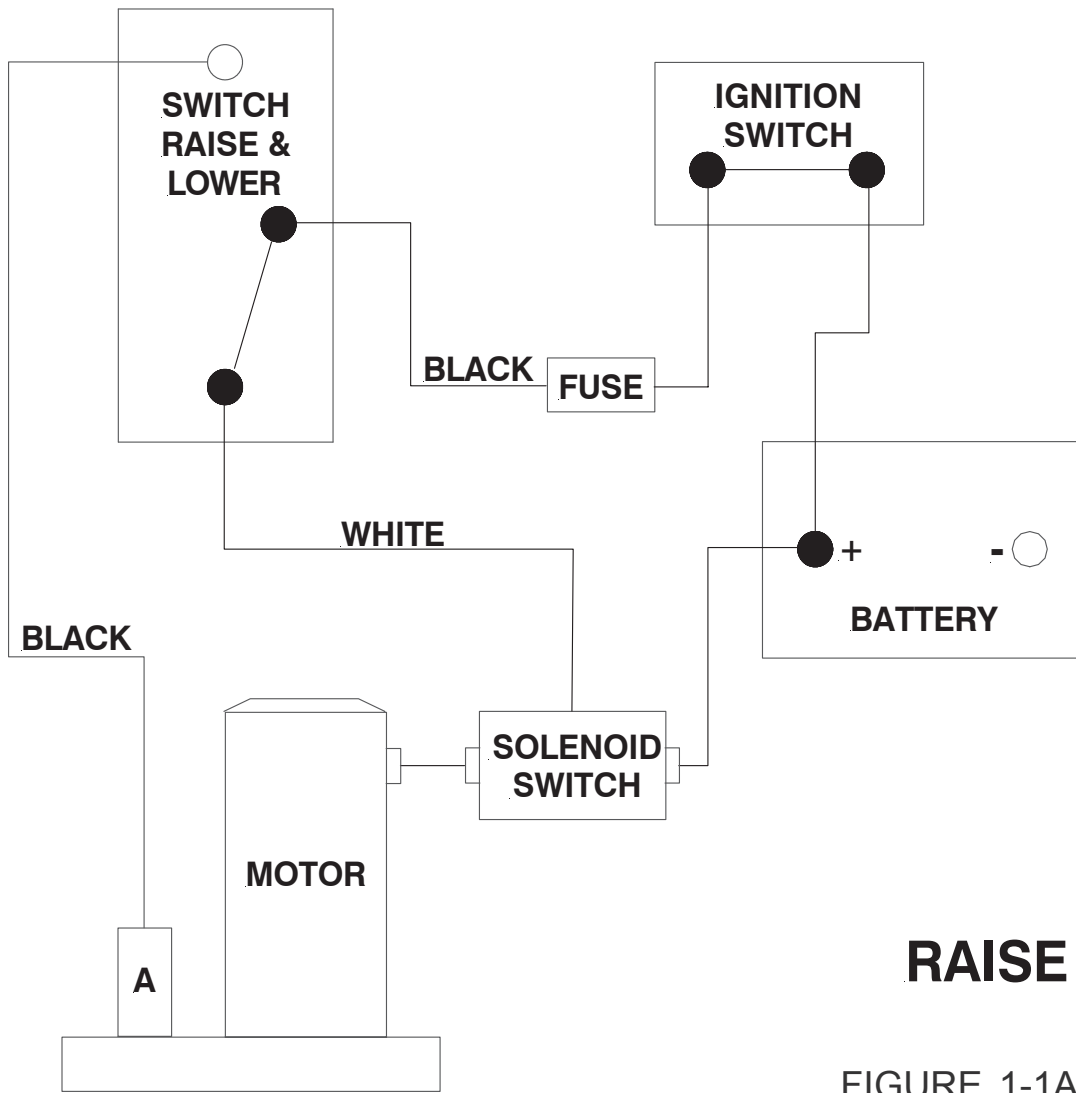 SWITCH
RAISE &
LOWER
IGNITION
SWITCH
BLACK
FUSE
WHITE
+
-
BATTERY
BLACK
SOLENOID
SWITCH
MOTOR
A
RAISE
FIGURE 1-1A